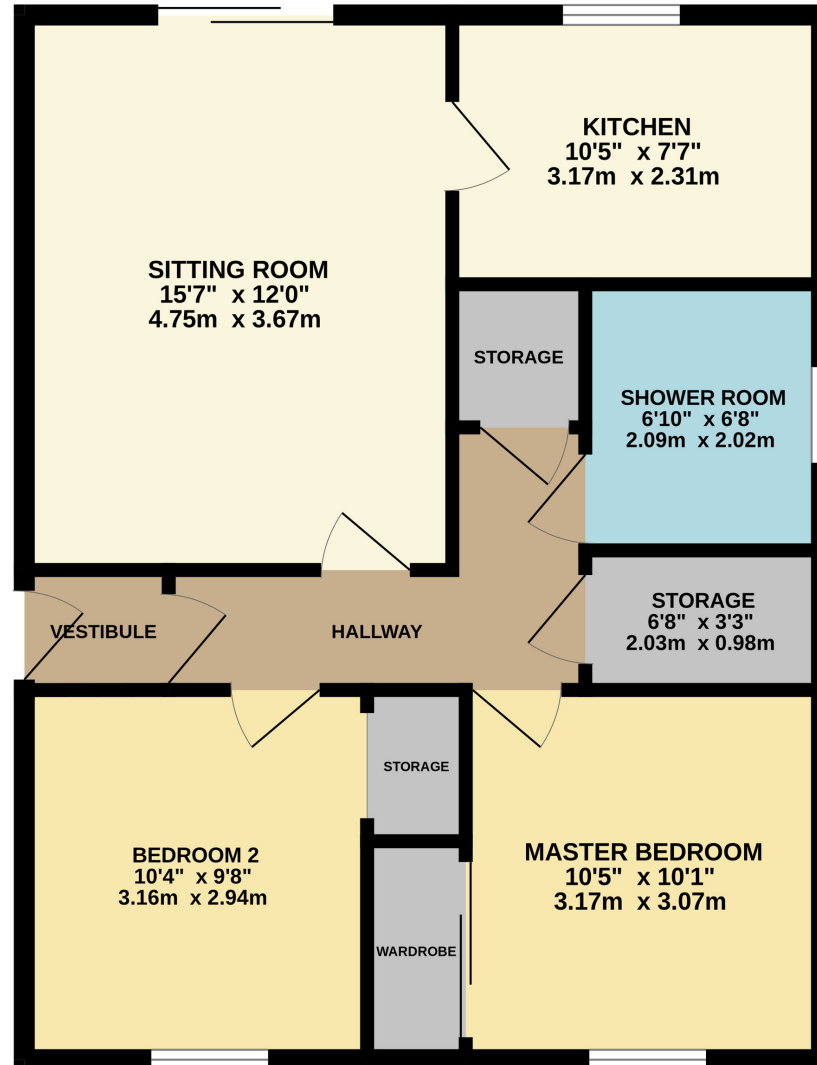 KITCHEN
10'5" x 7'7"
3.17m x 2.31m
SITTING ROOM
15'7" x 12'0"
4.75m x 3.67m
STORAGE
SHOWER ROOM
6'10" x 6'8"
2.09m x 2.02m
STORAGE
6'8" x 3'3"
2.03m x 0.98m
VESTIBULE
HALLWAY
STORAGE
BEDROOM 2
10'4" x 9'8"
3.16m x 2.94m
MASTER BEDROOM
10'5" x 10'1"
3.17m x 3.07m
WARDROBE